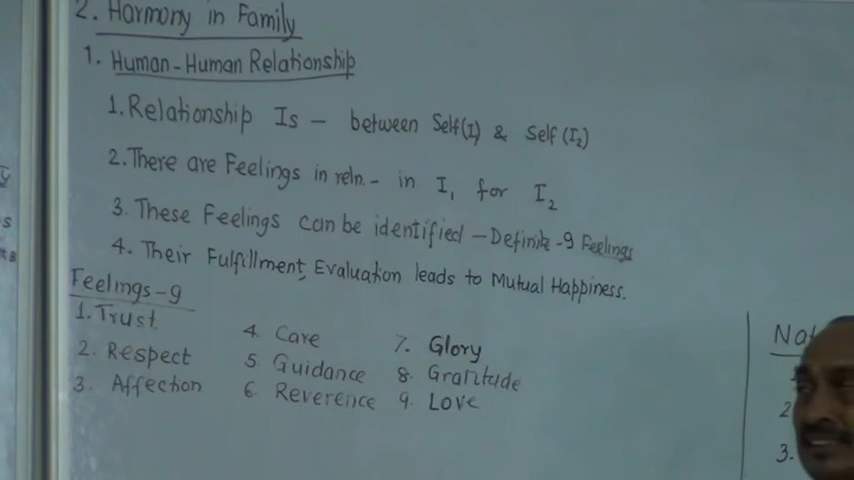 2. Harmony in Family
1. Human-Human Relationship
1. Relationship Is - between Self(I) & Self (I2)
2. There are Feelings in reln. - in I1 for I2
3. These Feelings can be identified - Definite - 9 Feelings
4. Their Fulfillment, Evaluation leads to Mutual Happiness.
Feelings-9
1. Trust
2. Respect
3. Affection
4. Care
5 Guidance
6. Reverence
7. Glory
8. Gratitude
9. Love
2
3.